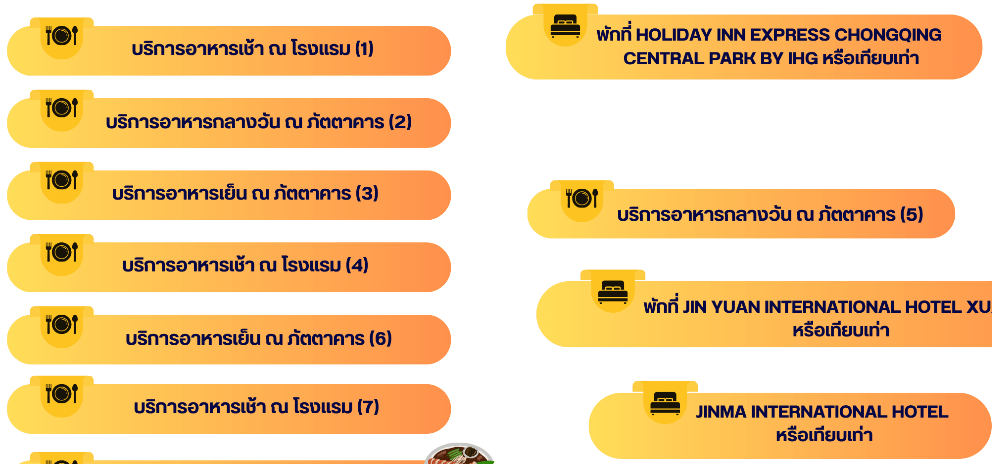 บริการอาหารเช้า ณ โรงแรม (1)
บริการอาหารกลางวัน ณ ภัตตาคาร (2)
บริการอาหารเย็น ณ ภัตตาคาร (3)
บริการอาหารเช้า ณ โรงแรม (4)
บริการอาหารเย็น ณ ภัตตาคาร (6)
บริการอาหารเช้า ณ โรงแรม (7)
พักที่ HOLIDAY INN EXPRESS CHONGQING
CENTRAL PARK BY IHG หรือเทียบเท่า
บริการอาหารกลางวัน ณ ภัตตาคาร (5)
พักที่ JIN YUAN INTERNATIONAL HOTEL
หรือเทียบเท่า
JINMA INTERNATIONAL HOTEL
หรือเทียบเท่า